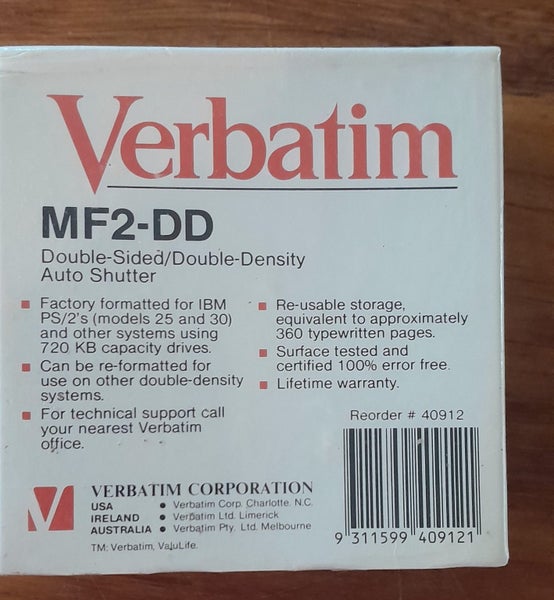 Verbatim
MF2-DD
Double-Sided/Double-Density
Auto Shutter
Factory formatted for IBM
PS/2's (models 25 and 30)
and other systems using
720 KB capacity drives.
Can be re-formatted for
use on other double-density
systems.
For technical support call
your nearest Verbatim
office.
Re-usable storage,
equivalent to approximately
360 typewritten pages.
Surface tested and
certified 100% error free.
Lifetime warranty.
Reorder # 40912
9 311599 409121
VERBATIM CORPORATION
USA ● Verbatim Corp. Charlotte. N.C.
IRELAND ● Verbatim Ltd. Limerick
AUSTRALIA ● Verbatim Pty. Ltd. Melbourne
TM: Verbatim, ValuLife.